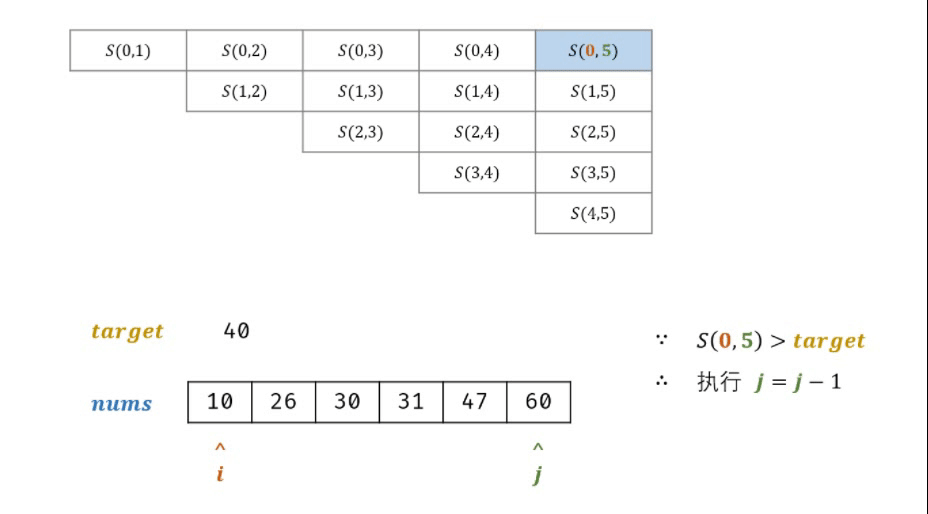 S(0,1) S(0,2) S(0,3) S(0,4) S(0,5)
S(1,2) S(1,3) S(1,4) S(1,5)
S(2,3) S(2,4) S(2,5)
S(3,4) S(3,5)
S(4,5)
target 40
∵ S(0,5) > target
∴ 执行 j = j − 1
nums 10 26 30 31 47 60
^ ^
i j